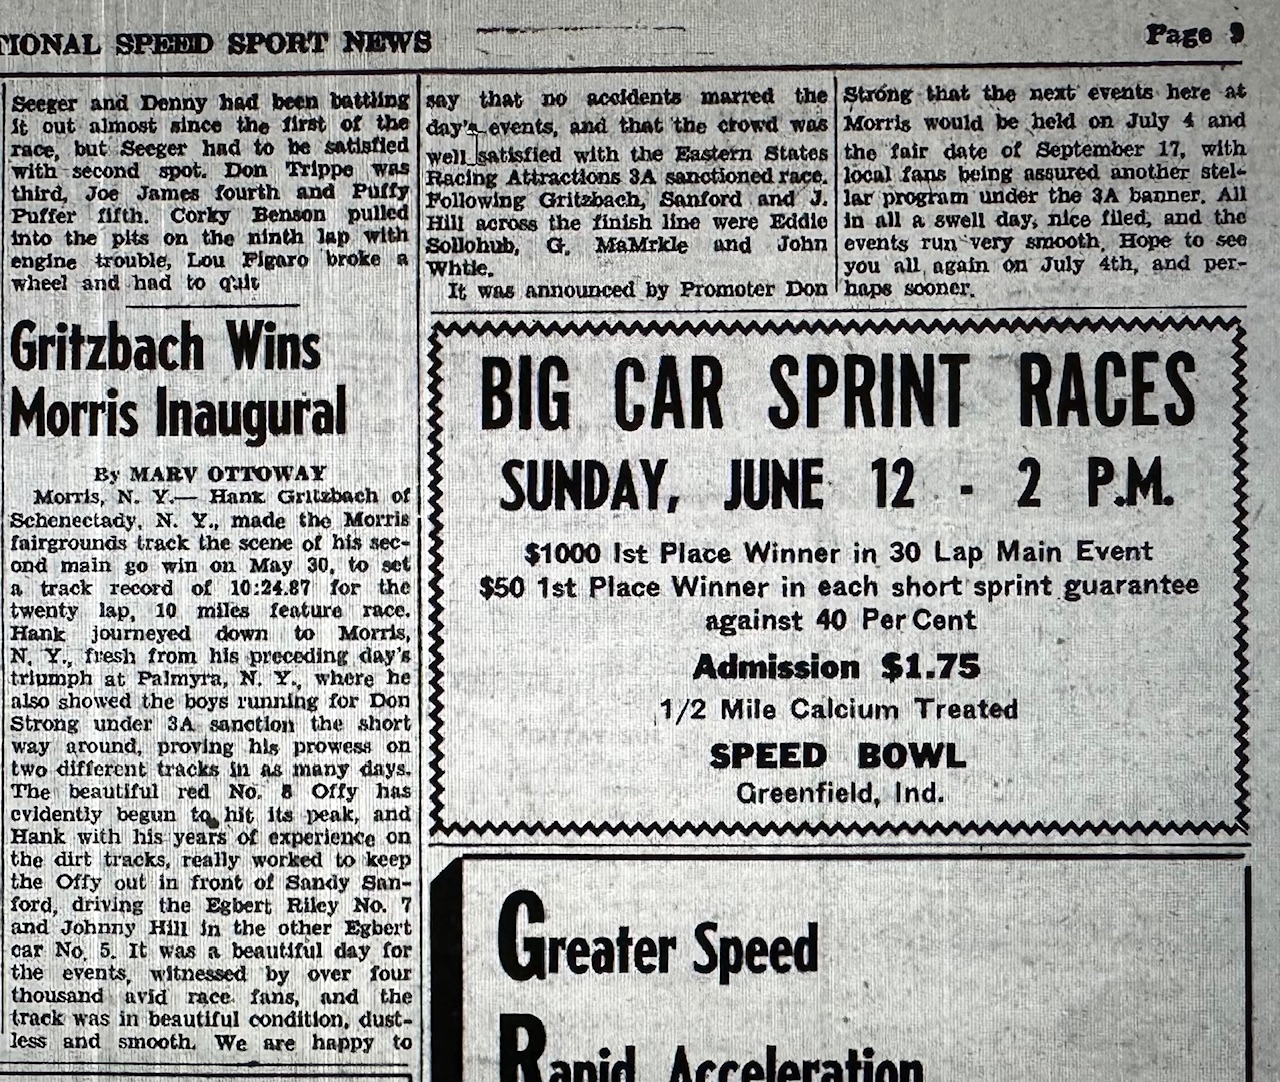 TIONAL SPEED SPORT NEWS
Page 9
Seeger and Denny had been battling
it out almost since the first of the
race, but Seeger had to be satisfied
with second spot. Don Trippe was
third, Joe James fourth and Puffy
Puffer fifth. Corky Benson pulled
into the pits on the ninth lap with
engine trouble, Lou Figaro broke a
wheel and had to quit
Gritzbach Wins
Morris Inaugural
By MARV OTTOWAY
Morris, N. Y.— Hank Gritzbach of
Schenectady, N. Y., made the Morris
fairgrounds track the scene of his sec-
ond main go win on May 30, to set
a track record of 10:24.87 for the
twenty lap, 10 miles feature race.
Hank journeyed down to Morris,
N. Y., fresh from his preceding day's
triumph at Palmyra, N. Y., where he
also showed the boys running for Don
Strong under 3A sanction the short
way around, proving his prowess on
two different tracks in as many days.
The beautiful red No. 8 Offy has
evidently begun to hit its peak, and
Hank with his years of experience on
the dirt tracks, really worked to keep
the Offy out in front of Sandy San-
ford, driving the Egbert Riley No. 7
and Johnny Hill in the other Egbert
car No. 5. It was a beautiful day for
the events, witnessed by over four
thousand avid race fans, and the
track was in beautiful condition, dust-
less and smooth. We are happy to
say that no accidents marred the
day's events, and that the crowd was
well satisfied with the Eastern States
Racing Attractions 3A sanctioned race.
Following Gritzbach, Sanford and J.
Hill across the finish line were Eddie
Sollohub, G. MaMrkle and John
Whtle.
It was announced by Promoter Don
Strong that the next events here at
Morris would be held on July 4 and
the fair date of September 17, with
local fans being assured another stel-
lar program under the 3A banner. All
in all a swell day, nice filed, and the
events run very smooth. Hope to see
you all again on July 4th, and per-
haps sooner.
BIG CAR SPRINT RACES
SUNDAY, JUNE 12 - 2 P.M.
$1000 1st Place Winner in 30 Lap Main Event
$50 1st Place Winner in each short sprint guarantee
against 40 Per Cent
Admission $1.75
1/2 Mile Calcium Treated
SPEED BOWL
Greenfield, Ind.
Greater Speed
Rapid Acceleration